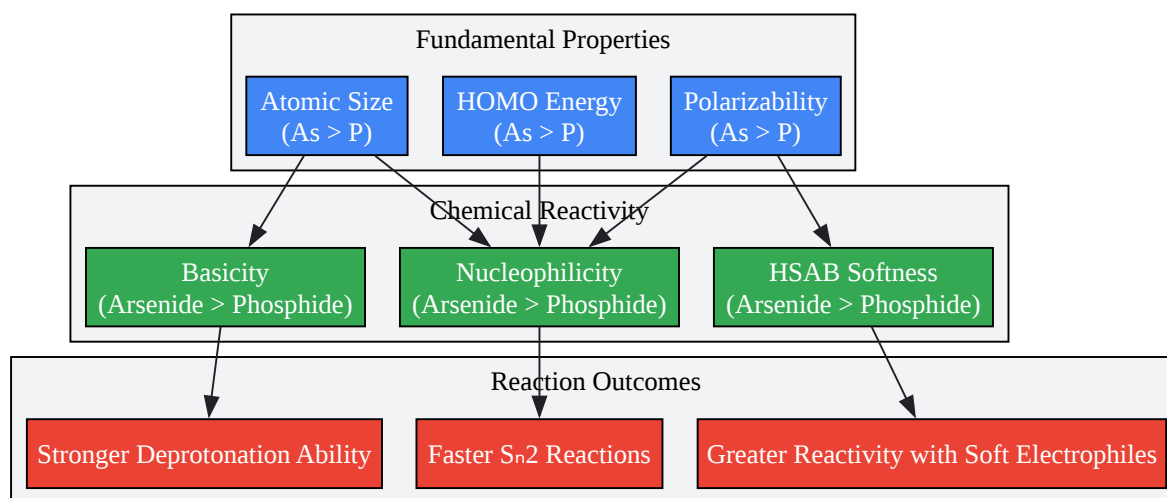 Fundamental Properties
Atomic Size
(As > P)
HOMO Energy
(As > P)
Polarizability
(As > P)
Chemical Reactivity
Basicity
(Arsenide > Phosphide)
Nucleophilicity
(Arsenide > Phosphide)
HSAB Softness
(Arsenide > Phosphide)
Reaction Outcomes
Stronger Deprotonation Ability
Faster Sₙ2 Reactions
Greater Reactivity with Soft Electrophiles